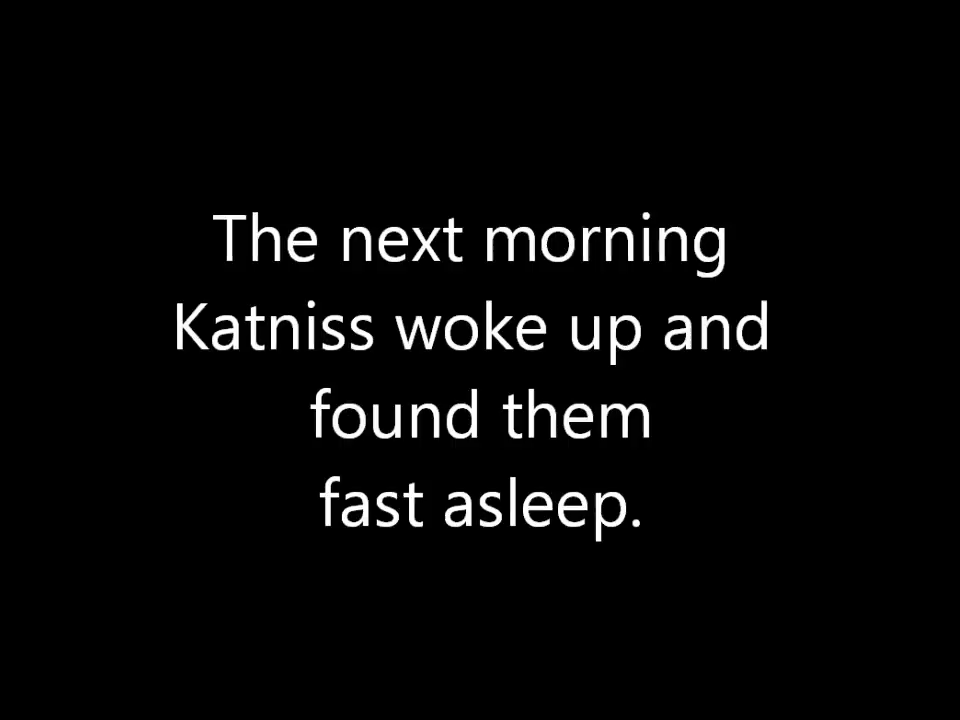 The next morning
Katniss woke up and
found them
fast asleep.